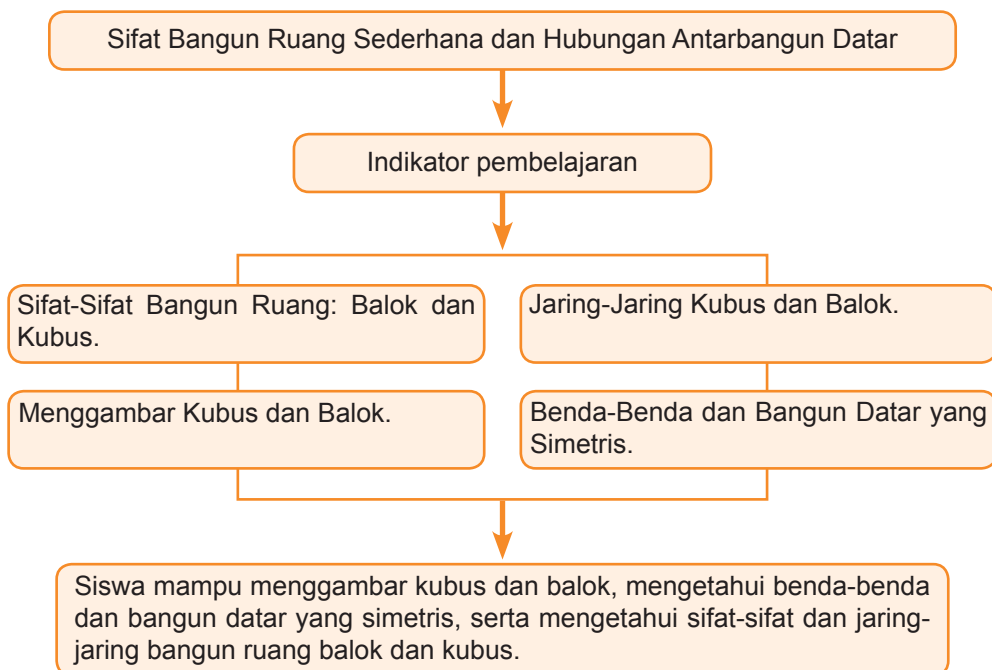 Sifat Bangun Ruang Sederhana dan Hubungan Antarbangun Datar
Indikator pembelajaran
Sifat-Sifat Bangun Ruang: Balok dan
Kubus.
Jaring-Jaring Kubus dan Balok.
Menggambar Kubus dan Balok.
Benda-Benda dan Bangun Datar yang
Simetris.
Siswa mampu menggambar kubus dan balok, mengetahui benda-benda
dan bangun datar yang simetris, serta mengetahui sifat-sifat dan jaring-
jaring bangun ruang balok dan kubus.